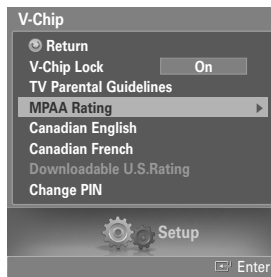 V-Chip
Return
V-Chip Lock On
TV Parental Guidelines
MPAA Rating
Canadian English
Canadian French
Downloadable U.S.Rating
Change PIN
Setup
Enter